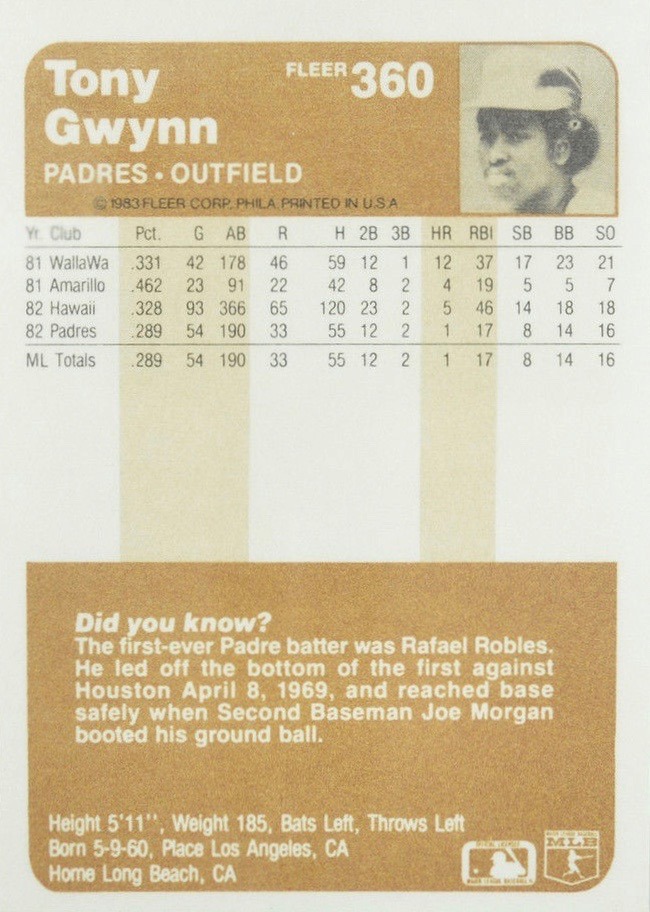 Tony
Gwynn
FLEER 360
PADRES • OUTFIELD
© 1983 FLEER CORP. PHILA. PRINTED IN U.S.A
Yr. Club Pct. G AB R H 2B 3B HR RBI SB BB SO
81 WallaWa .331 42 178 46 59 12 1 12 37 17 23 21
81 Amarillo .462 23 91 22 42 8 2 4 19 5 5 7
82 Hawaii .328 93 366 65 120 23 2 5 46 14 18 18
82 Padres .289 54 190 33 55 12 2 1 17 8 14 16
ML Totals .289 54 190 33 55 12 2 1 17 8 14 16
Did you know?
The first-ever Padre batter was Rafael Robles.
He led off the bottom of the first against
Houston April 8, 1969, and reached base
safely when Second Baseman Joe Morgan
booted his ground ball.
Height 5'11'', Weight 185, Bats Left, Throws Left
Born 5-9-60, Place Los Angeles, CA
Home Long Beach, CA
MLB